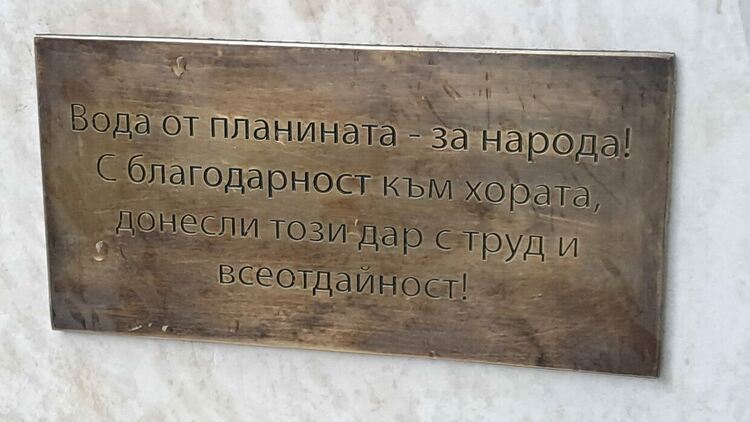 Вода от планината - за народа!
С благодарност към хората,
донесли този дар с труд и
всеотдайност!